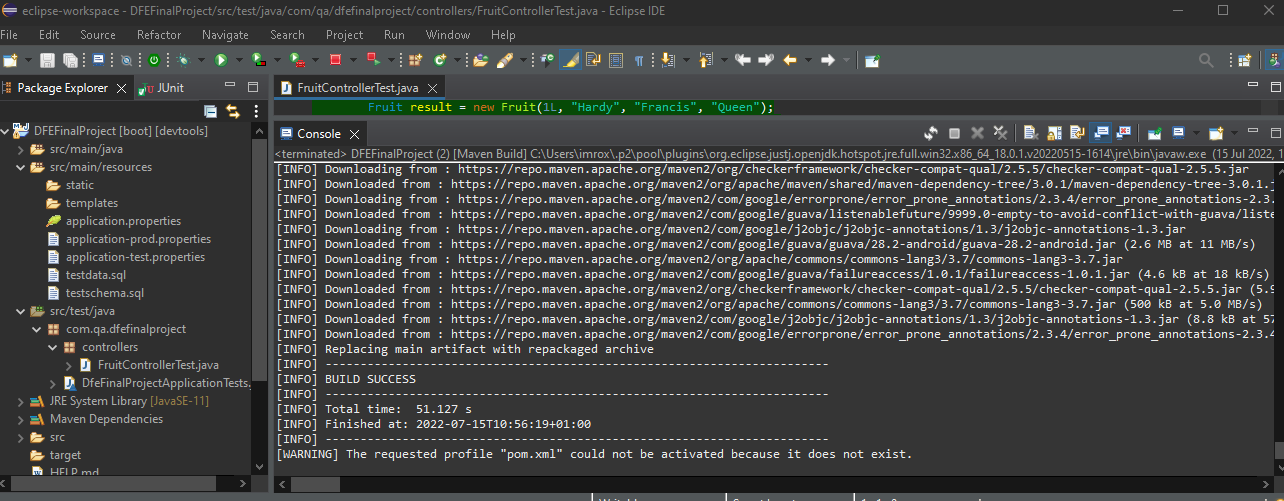 eclipse-workspace - DFEFinalProject/src/test/java/com/qa/dfefinalproject/controllers/FruitControllerTest.java - Eclipse IDE
File Edit Source Refactor Navigate Search Project Run Window Help
Package Explorer
JUnit
DFEFinalProject [boot] [devtools]
src/main/java
src/main/resources
static
templates
application.properties
application-prod.properties
application-test.properties
testdata.sql
testschema.sql
src/test/java
com.qa.dfefinalproject
controllers
FruitControllerTest.java
DfeFinalProjectApplicationTests.
JRE System Library [JavaSE-11]
Maven Dependencies
src
target
HELP.md
FruitControllerTest.java
Fruit result = new Fruit(1L, "Hardy", "Francis", "Queen");
Console
<terminated> DFEFinalProject (2) [Maven Build] C:\Users\imrox\.p2\pool\plugins\org.eclipse.justj.openjdk.hotspot.jre.full.win32.x86_64_18.0.1.v20220515-1614\jre\bin\javaw.exe (15 Jul 2022, 1
[INFO] Downloading from : https://repo.maven.apache.org/maven2/org/checkerframework/checker-compat-qual/2.5.5/checker-compat-qual-2.5.5.jar
[INFO] Downloaded from : https://repo.maven.apache.org/maven2/org/apache/maven/shared/maven-dependency-tree/3.0.1/maven-dependency-tree-3.0.1.j
[INFO] Downloading from : https://repo.maven.apache.org/maven2/com/google/errorprone/error_prone_annotations/2.3.4/error_prone_annotations-2.3.
[INFO] Downloaded from : https://repo.maven.apache.org/maven2/com/google/guava/listenablefuture/9999.0-empty-to-avoid-conflict-with-guava/liste
[INFO] Downloading from : https://repo.maven.apache.org/maven2/com/google/j2objc/j2objc-annotations/1.3/j2objc-annotations-1.3.jar
[INFO] Downloaded from : https://repo.maven.apache.org/maven2/com/google/guava/guava/28.2-android/guava-28.2-android.jar (2.6 MB at 11 MB/s)
[INFO] Downloading from : https://repo.maven.apache.org/maven2/org/apache/commons/commons-lang3/3.7/commons-lang3-3.7.jar
[INFO] Downloaded from : https://repo.maven.apache.org/maven2/com/google/guava/failureaccess/1.0.1/failureaccess-1.0.1.jar (4.6 kB at 18 kB/s)
[INFO] Downloaded from : https://repo.maven.apache.org/maven2/org/checkerframework/checker-compat-qual/2.5.5/checker-compat-qual-2.5.5.jar (5.9
[INFO] Downloaded from : https://repo.maven.apache.org/maven2/org/apache/commons/commons-lang3/3.7/commons-lang3-3.7.jar (500 kB at 5.0 MB/s)
[INFO] Downloaded from : https://repo.maven.apache.org/maven2/com/google/j2objc/j2objc-annotations/1.3/j2objc-annotations-1.3.jar (8.8 kB at 57
[INFO] Downloaded from : https://repo.maven.apache.org/maven2/com/google/errorprone/error_prone_annotations/2.3.4/error_prone_annotations-2.3.4
[INFO] Replacing main artifact with repackaged archive
[INFO] ------------------------------------------------------------------------
[INFO] BUILD SUCCESS
[INFO] ------------------------------------------------------------------------
[INFO] Total time:  51.127 s
[INFO] Finished at: 2022-07-15T10:56:19+01:00
[INFO] ------------------------------------------------------------------------
[WARNING] The requested profile "pom.xml" could not be activated because it does not exist.